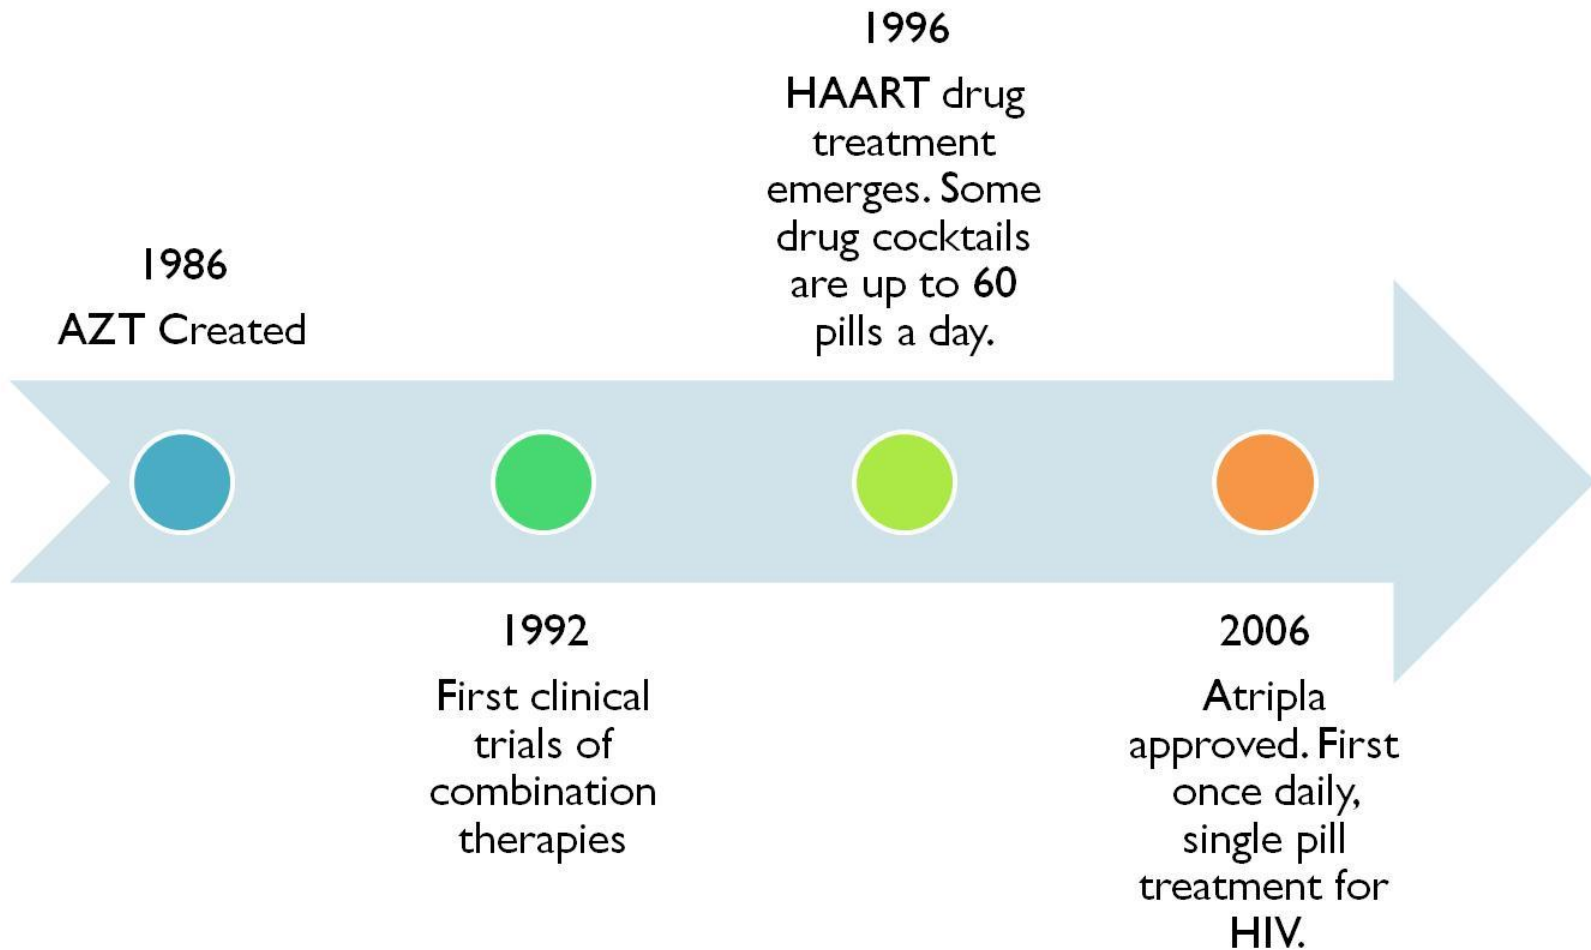 1986
AZT Created
1992
First clinical
trials of
combination
therapies
1996
HAART drug
treatment
emerges. Some
drug cocktails
are up to 60
pills a day.
2006
Atripla
approved. First
once daily,
single pill
treatment for
HIV.